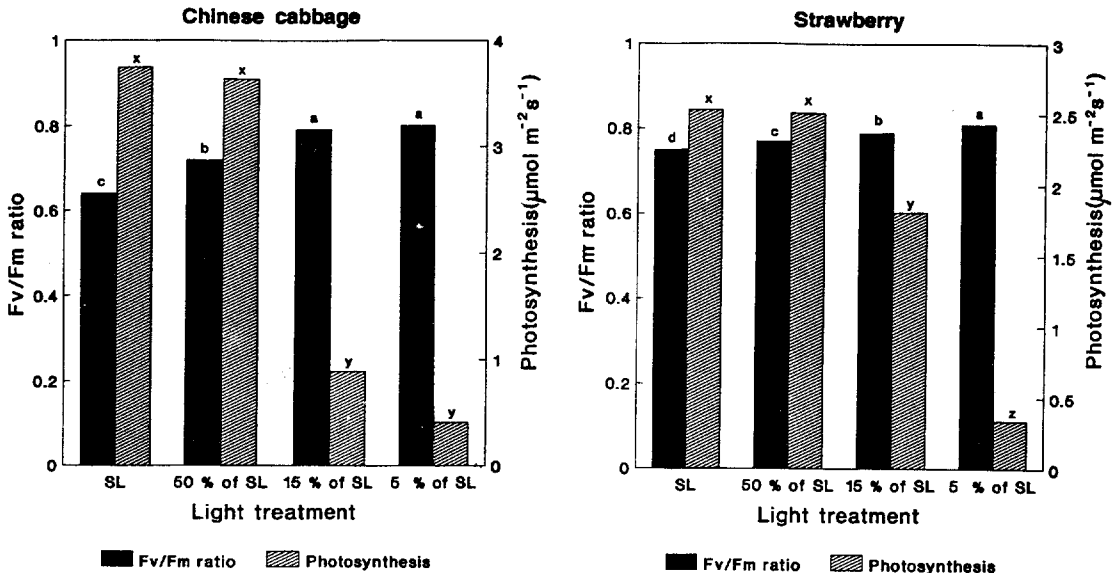 Chinese cabbage
1
0.8
0.6
0.4
0.2
0
Fv/Fm ratio
4
3
2
1
0
Photosynthesis(µmol m⁻²s⁻¹)
c
x
b
x
a
y
a
y
SL
50 % of SL
15 % of SL
5 % of SL
Light treatment
Fv/Fm ratio
Photosynthesis
Strawberry
1
0.8
0.6
0.4
0.2
0
Fv/Fm ratio
3
2.5
2
1.5
1
0.5
0
Photosynthesis(µmol m⁻²s⁻¹)
d
x
c
x
b
y
a
z
SL
50 % of SL
15 % of SL
5 % of SL
Light treatment
Fv/Fm ratio
Photosynthesis